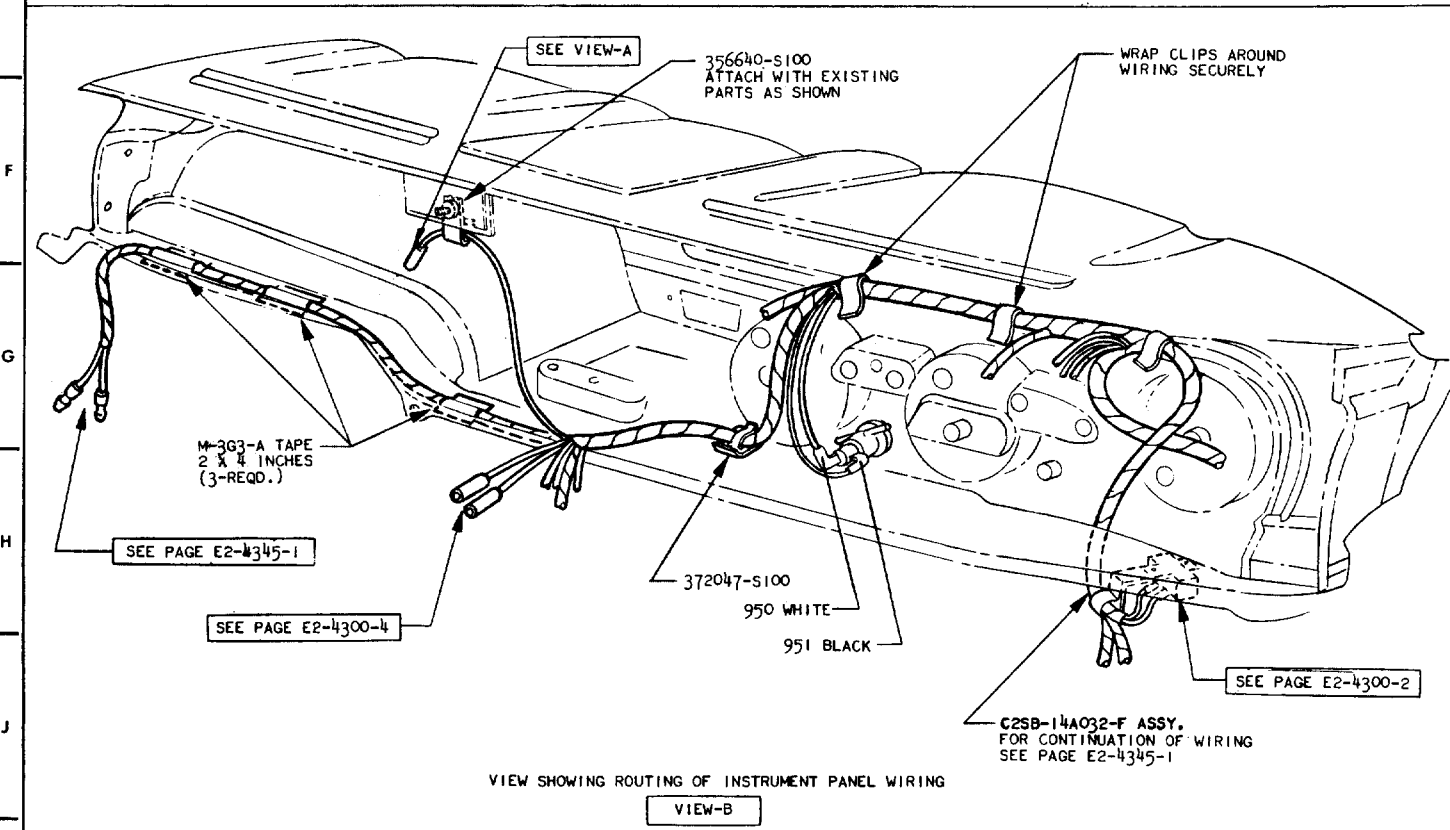 SEE VIEW-A
356640-S100
ATTACH WITH EXISTING
PARTS AS SHOWN
WRAP CLIPS AROUND
WIRING SECURELY
F
G
M-3G3-A TAPE
2 X 4 INCHES
(3-REQD.)
H
SEE PAGE E2-4345-1
372047-S100
950 WHITE
SEE PAGE E2-4300-4
951 BLACK
SEE PAGE E2-4300-2
J
C2SB-14A032-F ASSY.
FOR CONTINUATION OF WIRING
SEE PAGE E2-4345-1
VIEW SHOWING ROUTING OF INSTRUMENT PANEL WIRING
VIEW-B